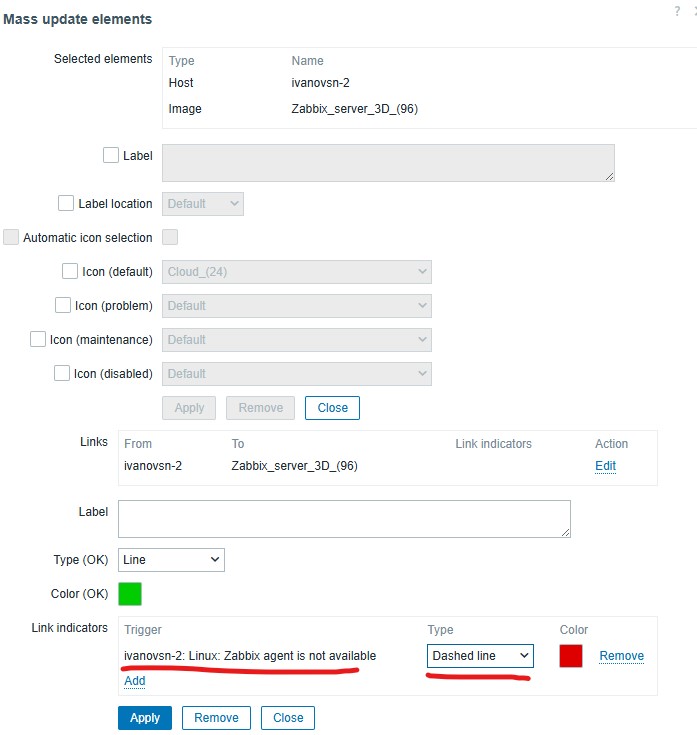 ?
Mass update elements
Selected elements
Type Name
Host ivanovsn-2
Image Zabbix_server_3D_(96)
Label
Label location Default
Automatic icon selection
Icon (default) Cloud_(24)
Icon (problem) Default
Icon (maintenance) Default
Icon (disabled) Default
Apply Remove Close
Links From To Link indicators Action
ivanovsn-2 Zabbix_server_3D_(96) Edit
Label
Type (OK) Line
Color (OK)
Link indicators Trigger Type Color
ivanovsn-2: Linux: Zabbix agent is not available Dashed line Remove
Add
Apply Remove Close